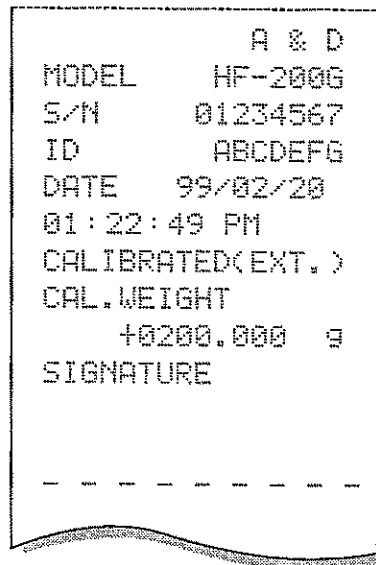 A & D
MODEL HF-200G
S/N 01234567
ID ABCDEFG
DATE 99/02/20
01:22:49 PM
CALIBRATED(EXT.)
CAL.WEIGHT
+0200.000 g
SIGNATURE
- - - - - - - - -